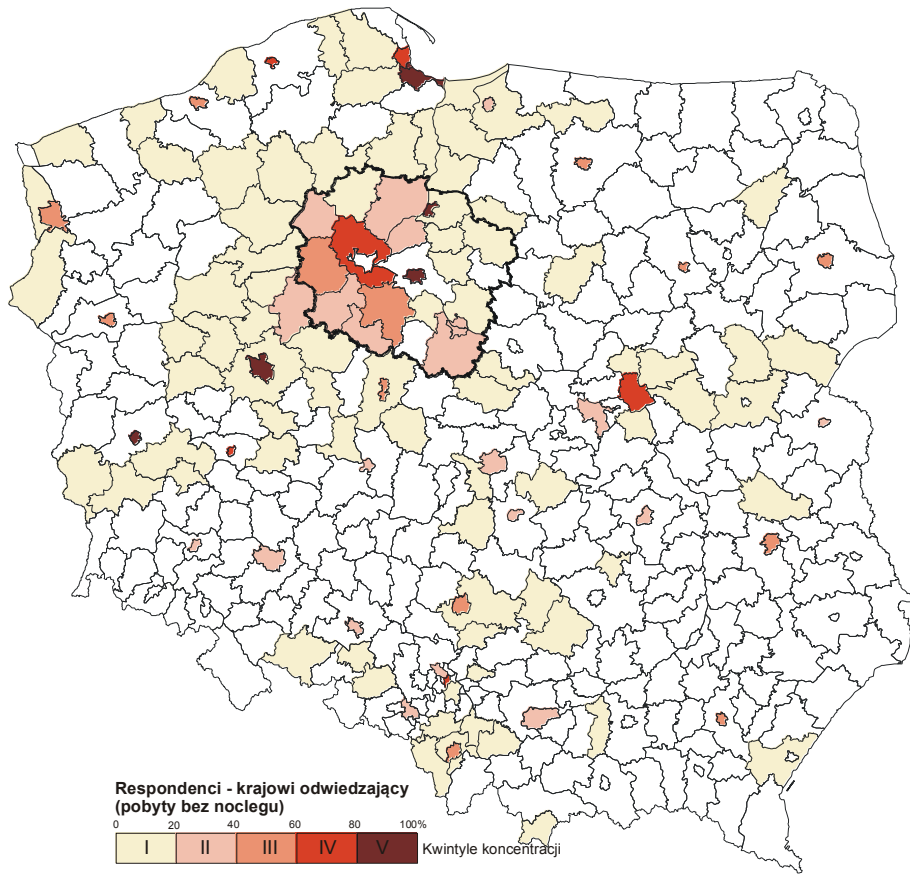 Respondenci - krajowi odwiedzający
(pobyty bez noclegu)
0 20 40 60 80 100%
I II III IV V Kwintyle koncentracji